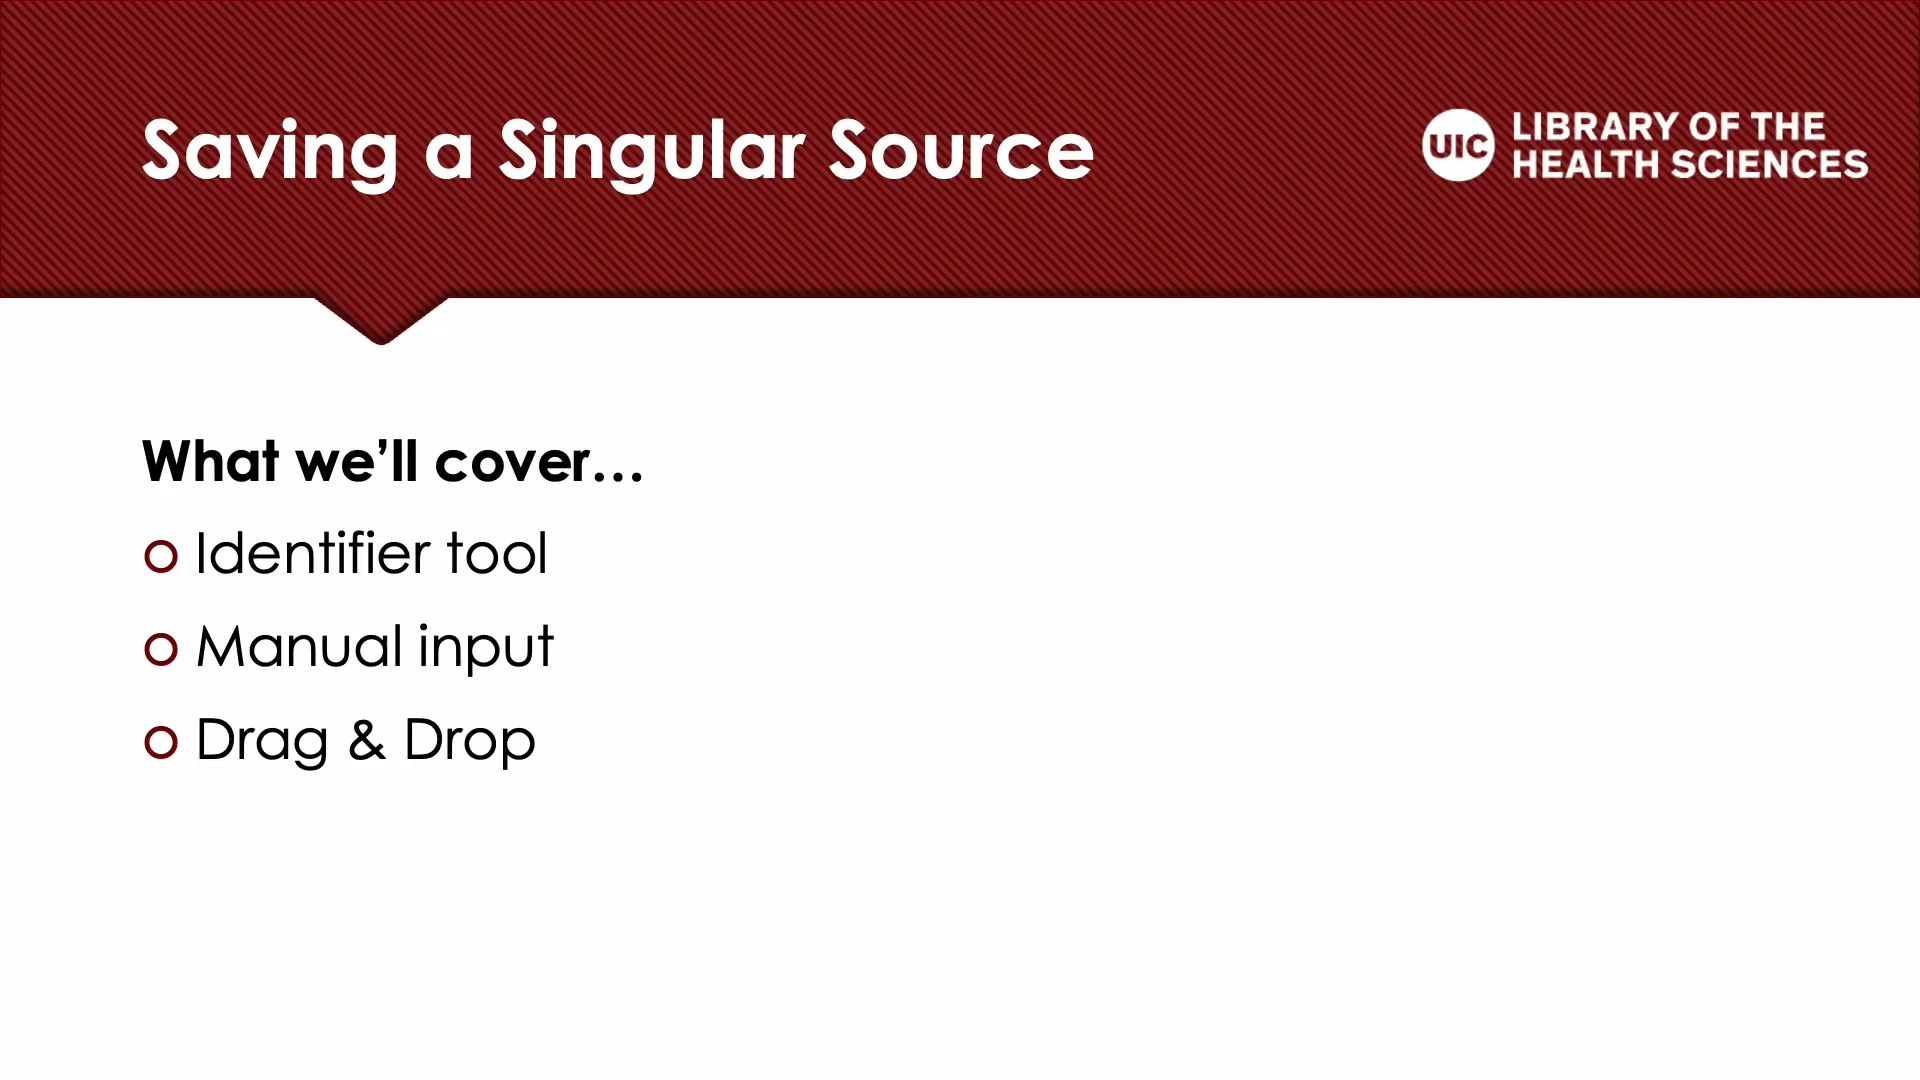 Saving a Singular Source
UIC
LIBRARY OF THE
HEALTH SCIENCES
What we’ll cover…
Identifier tool
Manual input
Drag & Drop